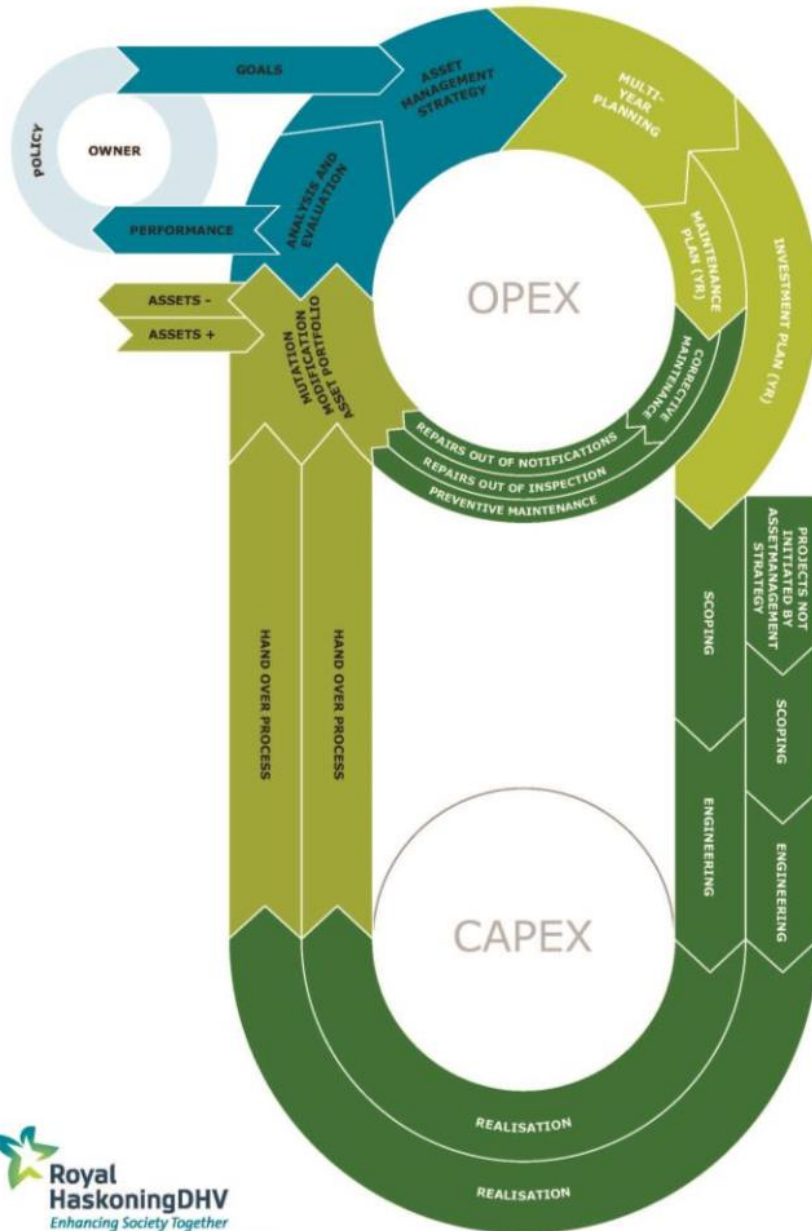 GOALS
POLICY
OWNER
PERFORMANCE
ASSET
MANAGEMENT
STRATEGY
ANALYSIS AND
EVALUATION
ASSETS -
ASSETS +
MUTATION
MODIFICATION
ASSET PORTFOLIO
MULTI-
YEAR
PLANNING
MAINTENANCE
PLAN (YR)
INVESTMENT PLAN (YR)
OPEX
CORRECTIVE
MAINTENANCE
REPAIRS OUT OF NOTIFICATIONS
REPAIRS OUT OF INSPECTION
PREVENTIVE MAINTENANCE
PROJECTS NOT
INITIATED BY
ASSETMANAGEMENT
STRATEGY
SCOPING
SCOPING
HAND OVER PROCESS
HAND OVER PROCESS
ENGINEERING
ENGINEERING
CAPEX
REALISATION
REALISATION
Royal
HaskoningDHV
Enhancing Society Together